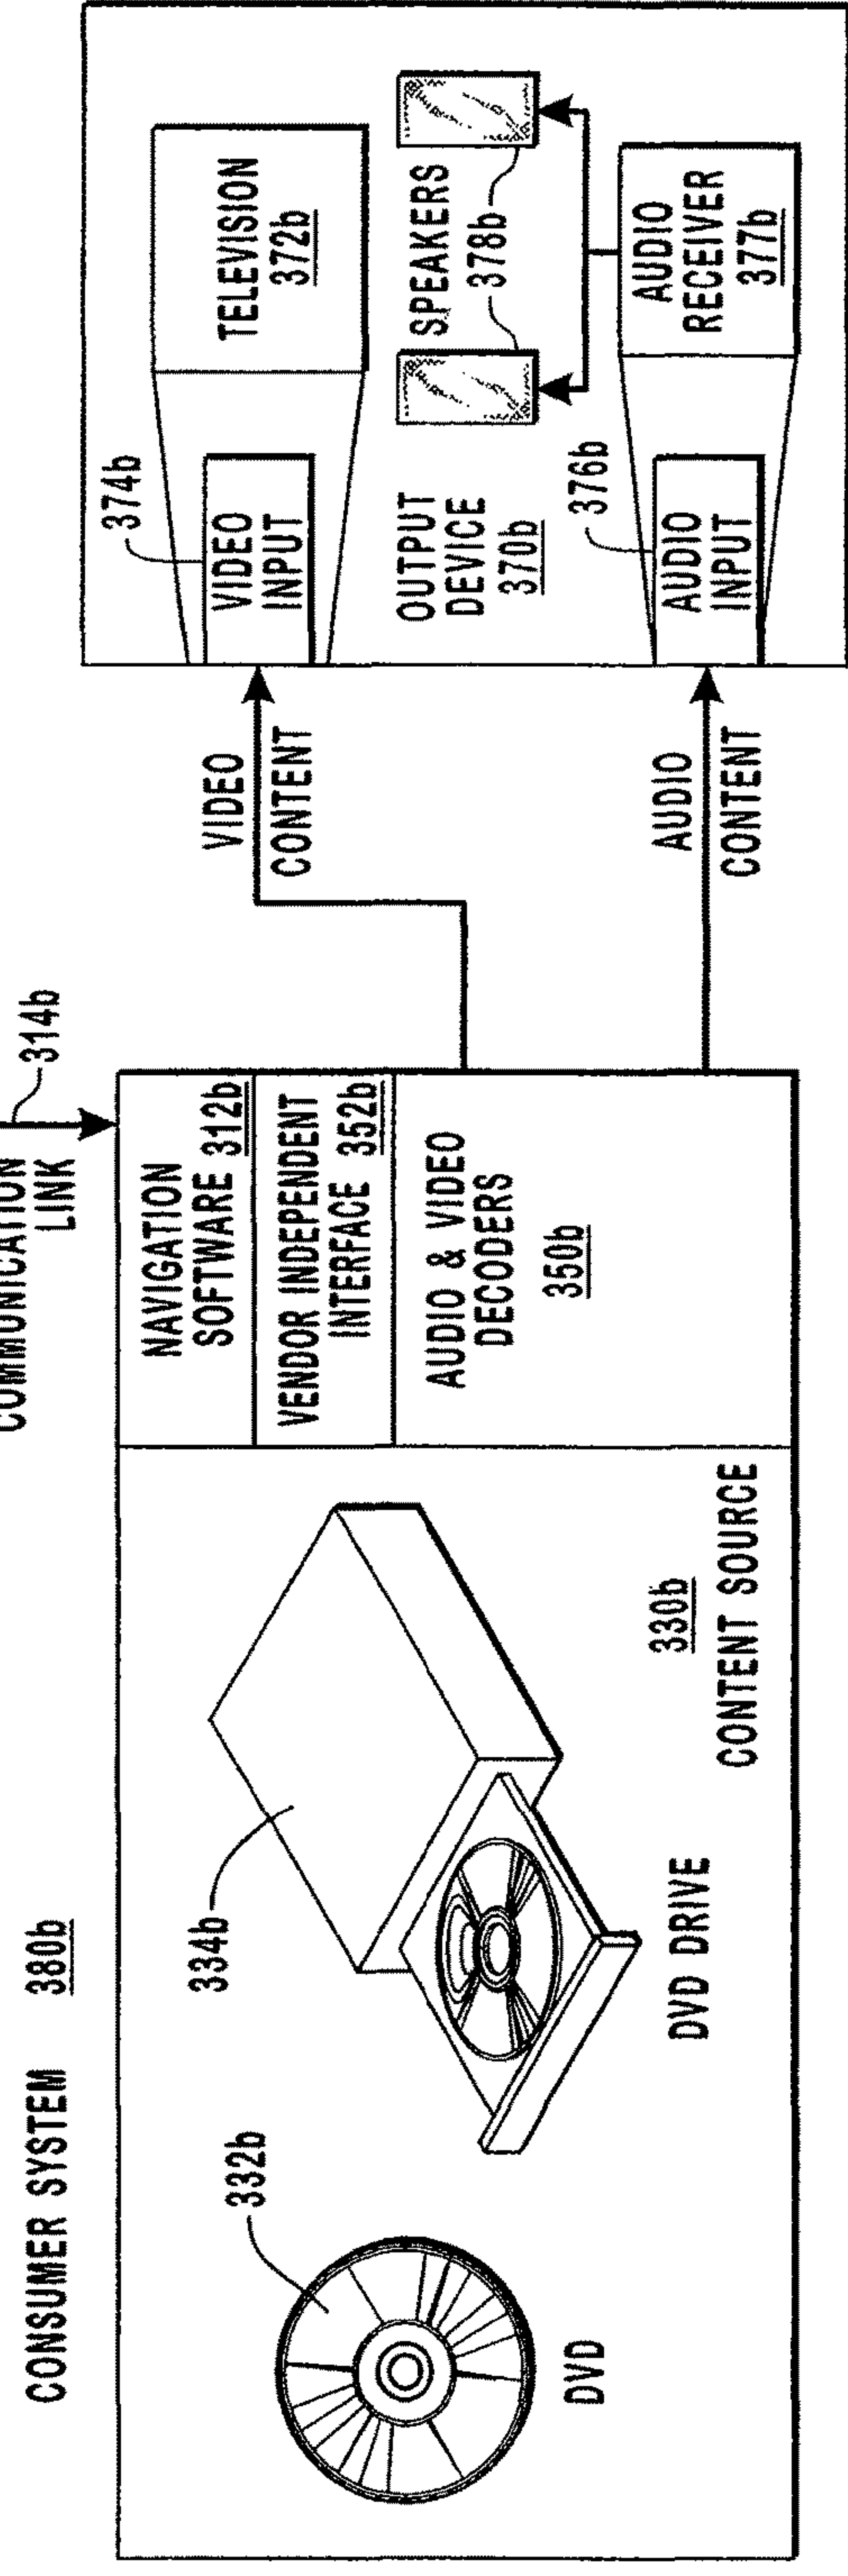 COMMUNICATION
LINK
314b
CONSUMER SYSTEM 380b
332b
DVD
334b
DVD DRIVE
330b
CONTENT SOURCE
NAVIGATION
SOFTWARE 312b
VENDOR INDEPENDENT
INTERFACE 352b
AUDIO & VIDEO
DECODERS
350b
VIDEO
CONTENT
AUDIO
CONTENT
374b
VIDEO
INPUT
TELEVISION
372b
OUTPUT
DEVICE
370b
SPEAKERS
378b
376b
AUDIO
INPUT
AUDIO
RECEIVER
377b